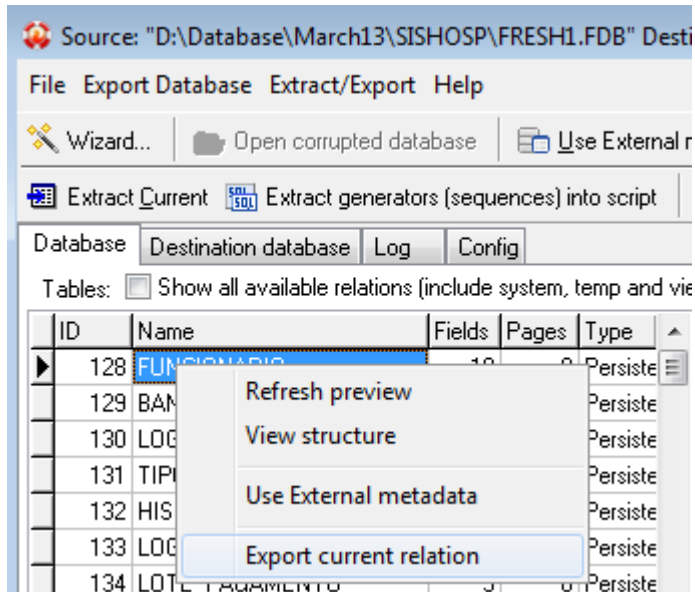 Source: "D:\Database\March13\SISHOSP\FRESH1.FDB" Desti
File Export Database Extract/Export Help
Wizard... Open corrupted database Use External
Extract Current Extract generators (sequences) into script
Database Destination database Log Config
Tables: Show all available relations (include system, temp and vie
ID Name Fields Pages Type
128 FUNSIONARIO Persiste
129 BAN Persiste
130 LOG Persiste
131 TIP Persiste
132 HIS Persiste
133 LOG Persiste
134 LOTE PAGAMENTO Persiste
Refresh preview
View structure
Use External metadata
Export current relation